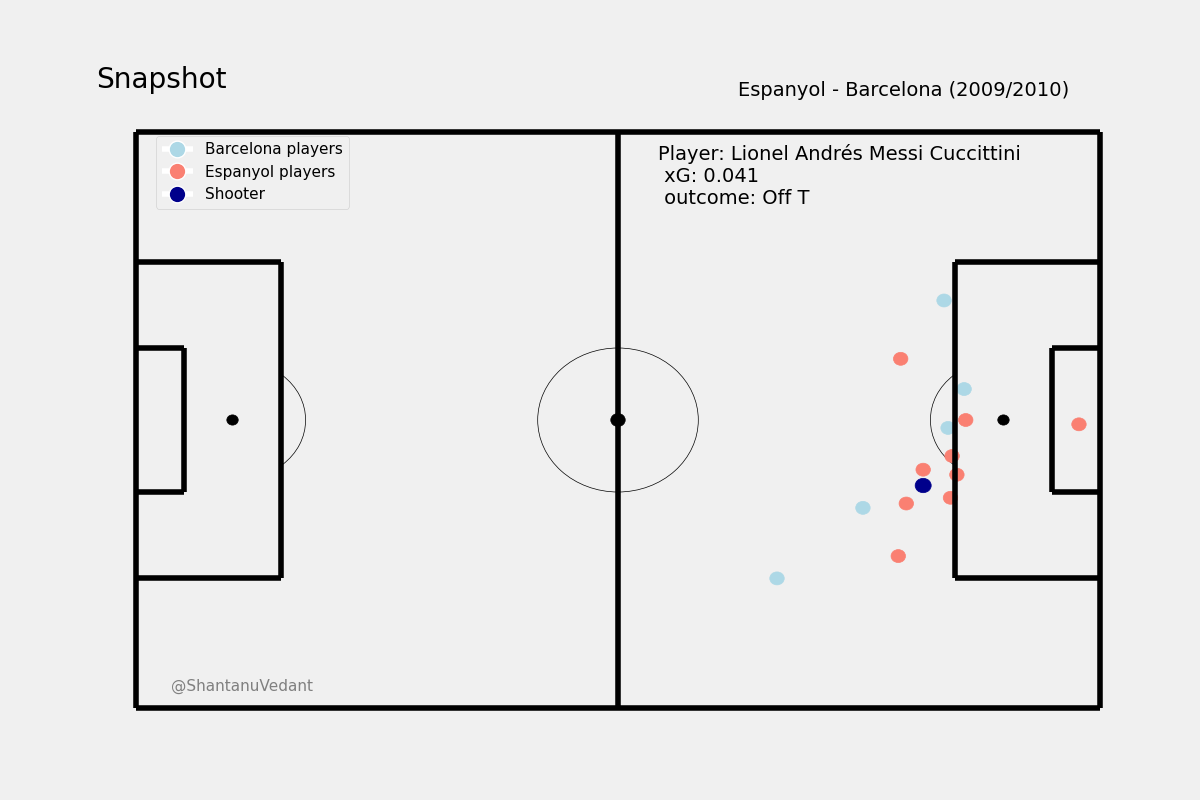 Snapshot
Espanyol - Barcelona (2009/2010)
Barcelona players
Espanyol players
Shooter
Player: Lionel Andrés Messi Cuccittini
xG: 0.041
outcome: Off T
@ShantanuVedant